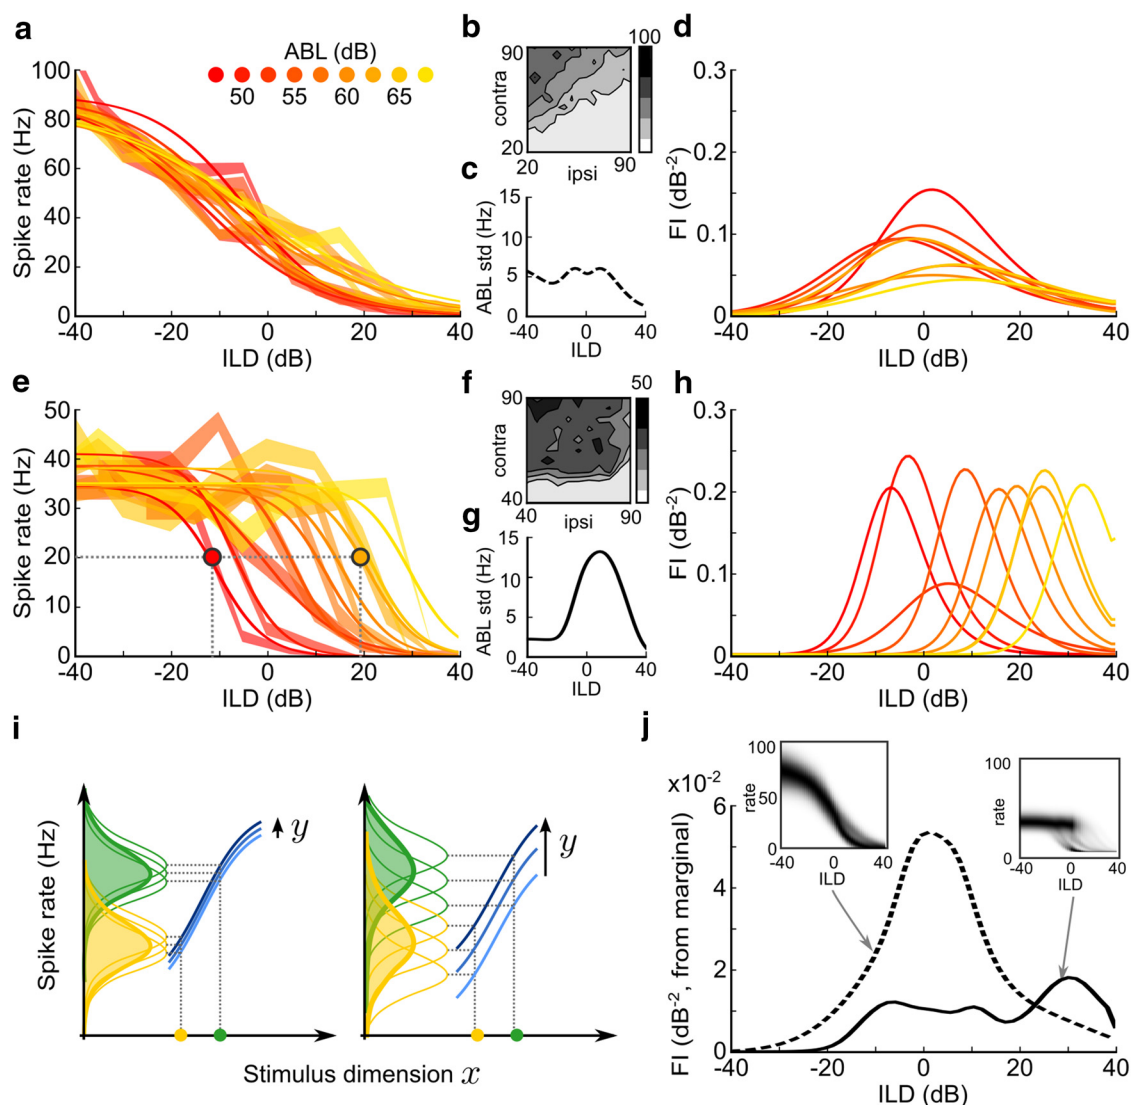 a
ABL (dB)
50 55 60 65
Spike rate (Hz)
100
80
60
40
20
0
-40 -20 0 20 40
ILD (dB)
b
100
contra
90
20
20 90
ipsi
c
ABL std (Hz)
15
10
5
0
-40 0 40
ILD
d
FI (dB-2)
0.3
0.2
0.1
0
-40 -20 0 20 40
ILD (dB)
e
Spike rate (Hz)
50
40
30
20
10
0
-40 -20 0 20 40
ILD (dB)
f
50
contra
90
40
40 90
ipsi
g
ABL std (Hz)
15
10
5
0
-40 0 40
ILD
h
FI (dB-2)
0.3
0.2
0.1
0
-40 -20 0 20 40
ILD (dB)
i
Spike rate (Hz)
y
y
Stimulus dimension x
j
x10-2
FI (dB-2, from marginal)
6
4
2
0
-40 -20 0 20 40
ILD (dB)
rate
100
50
0
-40 0 40
ILD
rate
100
0
-40 0 40
ILD